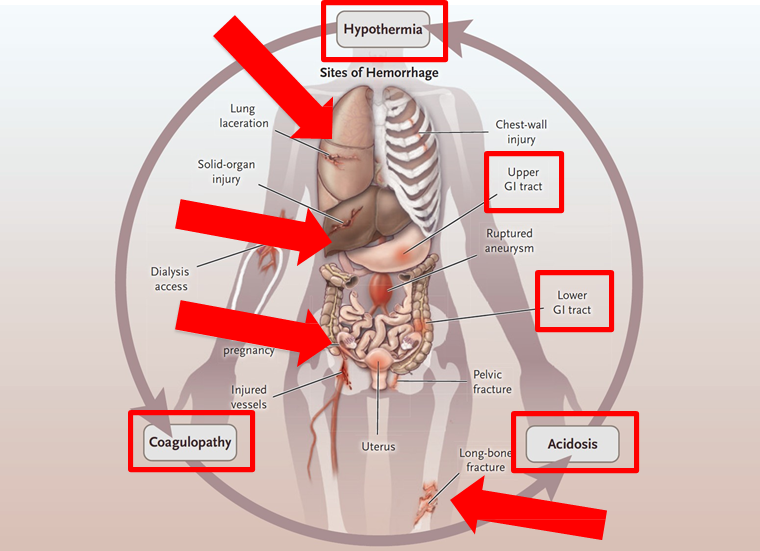 Hypothermia
Sites of Hemorrhage
Lung
laceration
Chest-wall
injury
Solid-organ
injury
Upper
GI tract
Ruptured
aneurysm
Dialysis
access
Lower
GI tract
pregnancy
Injured
vessels
Pelvic
fracture
Coagulopathy
Uterus
Acidosis
Long-bone
fracture